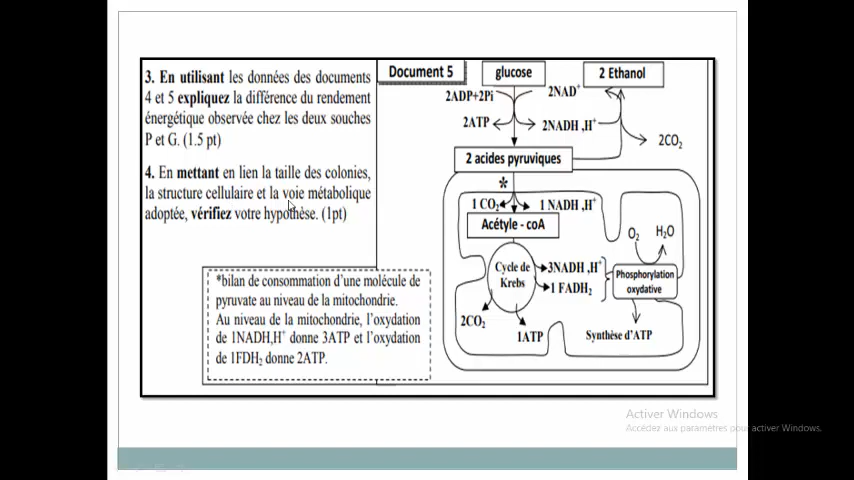 3. En utilisant les données des documents
4 et 5 expliquez la différence du rendement
énergétique observée chez les deux souches
P et G. (1.5 pt)
4. En mettant en lien la taille des colonies,
la structure cellulaire et la voie métabolique
adoptée, vérifiez votre hypothèse. (1pt)
*bilan de consommation d'une molécule de
pyruvate au niveau de la mitochondrie.
Au niveau de la mitochondrie, l'oxydation
de 1NADH,H⁺ donne 3ATP et l'oxydation
de 1FDH₂ donne 2ATP.
Document 5
glucose
2 Ethanol
2ADP+2Pi
2NAD⁺
2ATP
2NADH ,H⁺
2CO₂
2 acides pyruviques
*
1 CO₂
1 NADH ,H⁺
Acétyle - coA
O₂
H₂O
Cycle de
Krebs
3NADH ,H⁺
1 FADH₂
Phosphorylation
oxydative
2CO₂
1ATP
Synthèse d'ATP
Activer Windows
Accédez aux paramètres pour activer Windows.